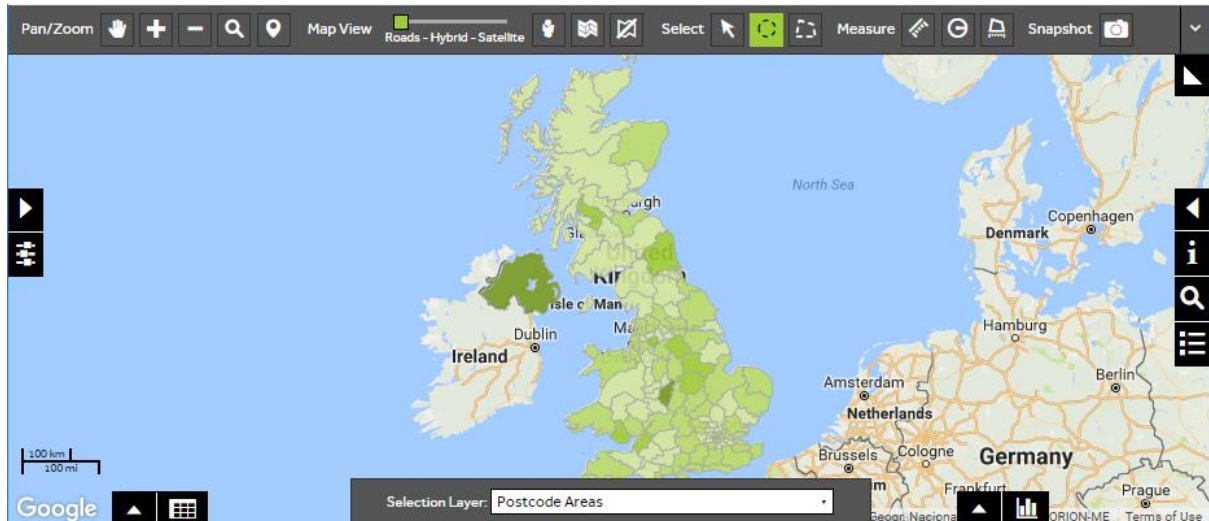 Pan/Zoom Map View Roads - Hybrid - Satellite Select Measure Snapshot
North Sea
Copenhagen
Denmark
United
Kingdom
Isle of Man
Hamburg
Dublin
Ireland
Berlin
Amsterdam
Netherlands
Brussels
Cologne
Germany
100 km
100 mi
Frankfurt
Prague
Google
Selection Layer: Postcode Areas
ORION-ME Terms of Use